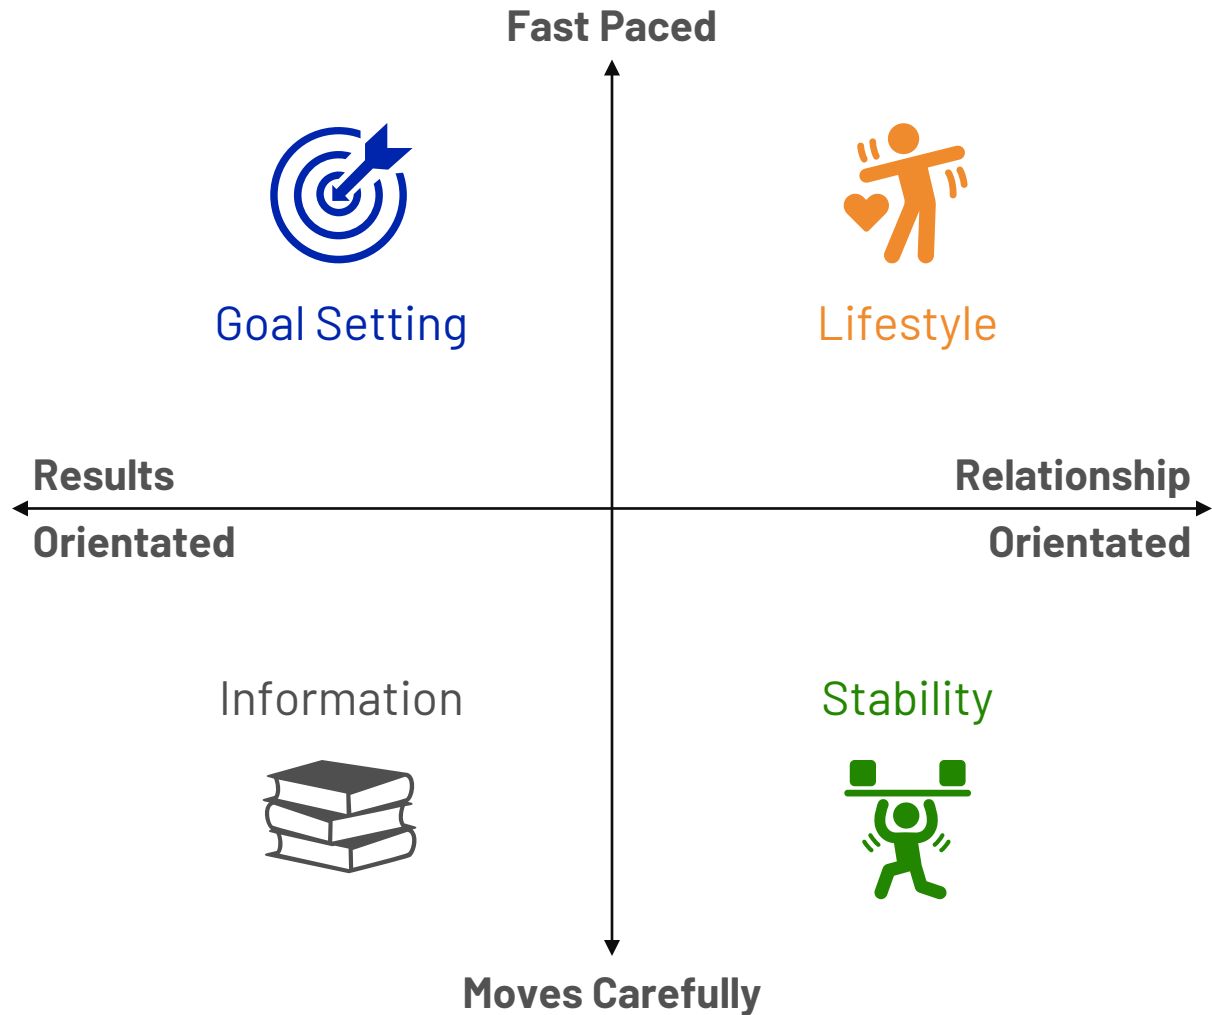 Fast Paced
Goal Setting
Lifestyle
Results
Orientated
Relationship
Orientated
Information
Stability
Moves Carefully